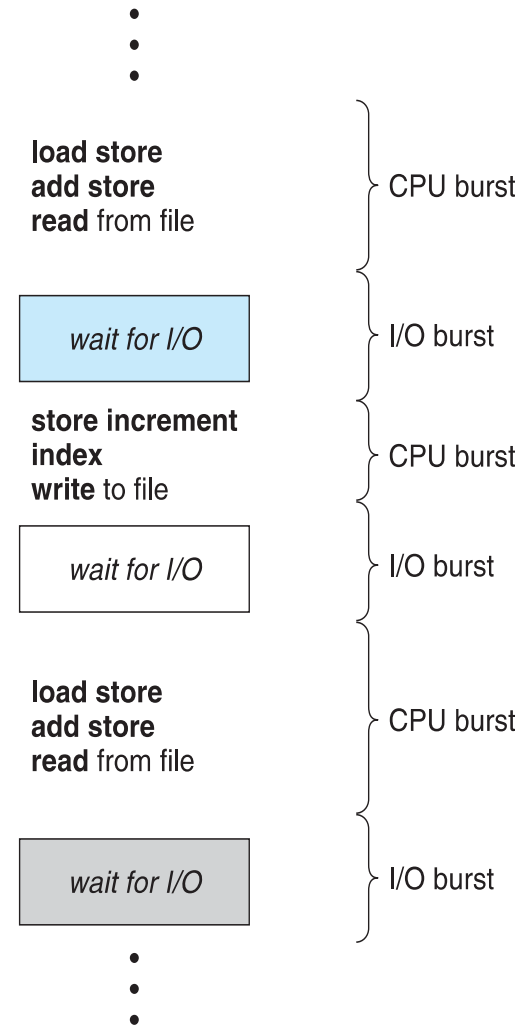 load store
add store
read from file
CPU burst
wait for I/O
I/O burst
store increment
index
write to file
CPU burst
wait for I/O
I/O burst
load store
add store
read from file
CPU burst
wait for I/O
I/O burst